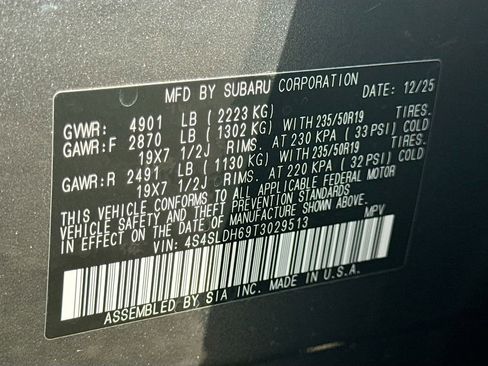 MFD BY SUBARU CORPORATION DATE: 12/25
GVWR: 4901 LB (2223 KG)
GAWR:F 2870 LB (1302 KG) WITH 235/50R19 TIRES.
19X7 1/2J RIMS. AT 230 KPA (33 PSI) COLD
GAWR:R 2491 LB (1130 KG) WITH 235/50R19 TIRES.
19X7 1/2J RIMS. AT 220 KPA (32 PSI) COLD
THIS VEHICLE CONFORMS TO ALL APPLICABLE FEDERAL MOTOR
VEHICLE SAFETY AND THEFT PREVENTION STANDARDS
IN EFFECT ON THE DATE OF MANUFACTURE SHOWN ABOVE.
VIN: 4S4SLDH69T3029513 MPV
ASSEMBLED BY SIA INC. MADE IN U.S.A.